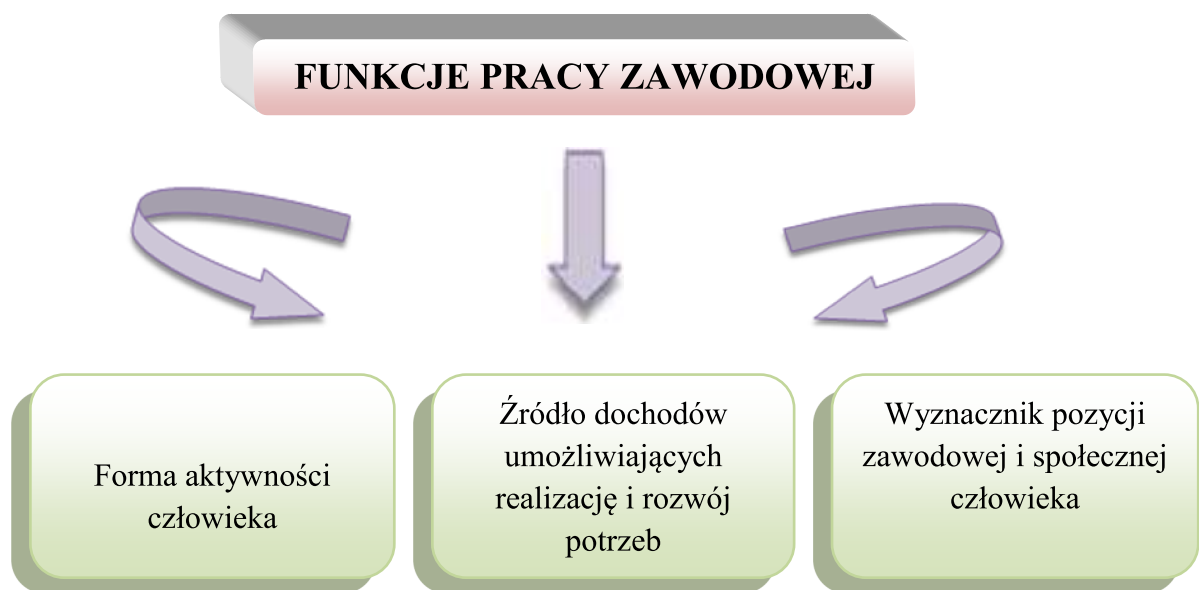 FUNKCJE PRACY ZAWODOWEJ
Forma aktywności
człowieka
Źródło dochodów
umożliwiających
realizację i rozwój
potrzeb
Wyznacznik pozycji
zawodowej i społecznej
człowieka